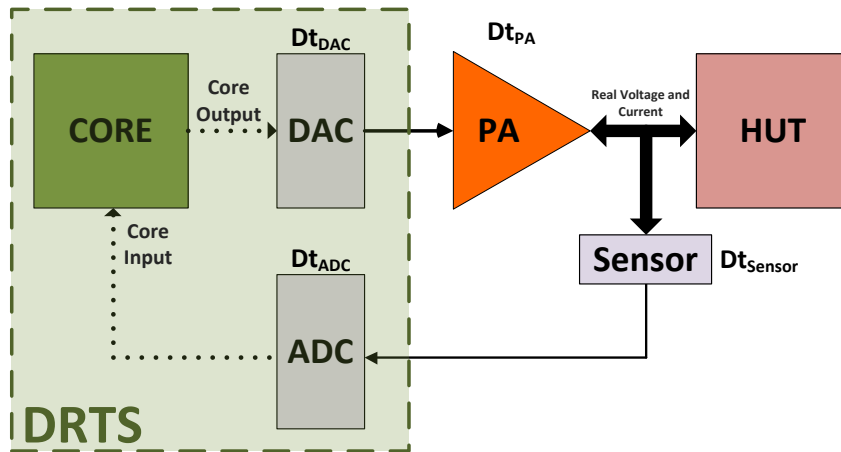 Dt_DAC
Dt_PA
Core
Output
Real Voltage and
Current
CORE
DAC
PA
HUT
Core
Input
Dt_ADC
Sensor
Dt_Sensor
ADC
DRTS